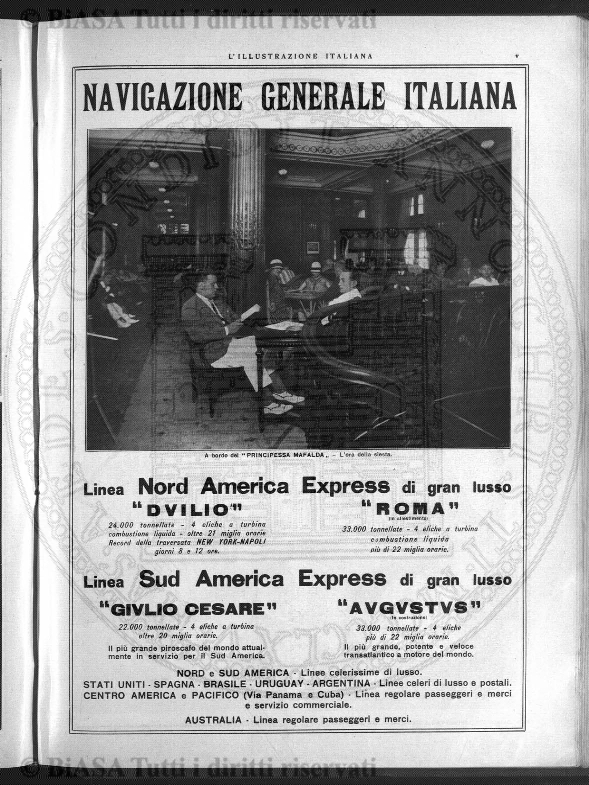 © BiASA Tutti i diritti riservati
L'ILLUSTRAZIONE ITALIANA
V
NAVIGAZIONE GENERALE ITALIANA
A bordo del "PRINCIPESSA MAFALDA„ - L'ora della siesta.
Linea Nord America Express di gran lusso
"DVILIO"
24.000 tonnellate - 4 eliche a turbina
combustione liquida - oltre 21 miglia orarie
Record della traversata NEW YORK-NAPOLI
giorni 8 e 12 ore.
"ROMA"
(In allestimento)
33.000 tonnellate - 4 eliche a turbina
combustione liquida
più di 22 miglia orarie.
Linea Sud America Express di gran lusso
"GIVLIO CESARE"
22.000 tonnellate - 4 eliche a turbina
oltre 20 miglia orarie.
Il più grande piroscafo del mondo attual-
mente in servizio per il Sud America.
"AVGVSTVS"
(In costruzione)
33.000 tonnellate - 4 eliche
più di 22 miglia orarie.
Il più grande, potente e veloce
transatlantico a motore del mondo.
NORD e SUD AMERICA - Linee celerissime di lusso.
STATI UNITI - SPAGNA - BRASILE - URUGUAY - ARGENTINA - Linee celeri di lusso e postali.
CENTRO AMERICA e PACIFICO (Via Panama e Cuba) - Linea regolare passeggeri e merci
e servizio commerciale.
AUSTRALIA - Linea regolare passeggeri e merci.
© BiASA Tutti i diritti riservati